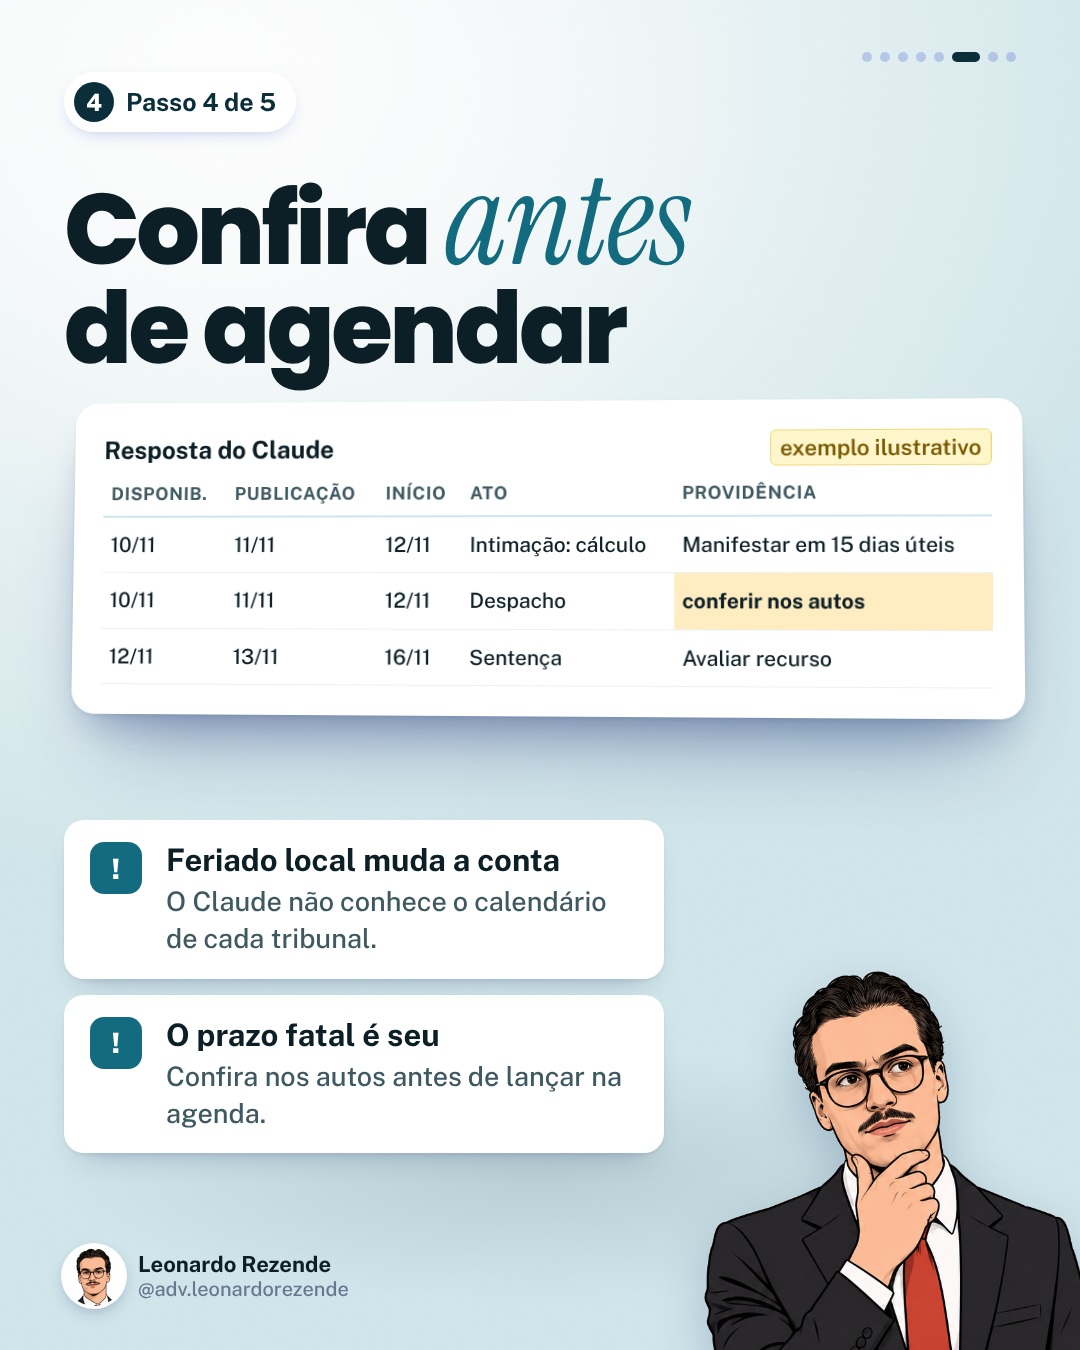 4 Passo 4 de 5
Confira antes
de agendar
Resposta do Claude exemplo ilustrativo
DISPONIB. PUBLICAÇÃO INÍCIO ATO PROVIDÊNCIA
10/11 11/11 12/11 Intimação: cálculo Manifestar em 15 dias úteis
10/11 11/11 12/11 Despacho conferir nos autos
12/11 13/11 16/11 Sentença Avaliar recurso
! Feriado local muda a conta
O Claude não conhece o calendário
de cada tribunal.
! O prazo fatal é seu
Confira nos autos antes de lançar na
agenda.
Leonardo Rezende
@adv.leonardorezende